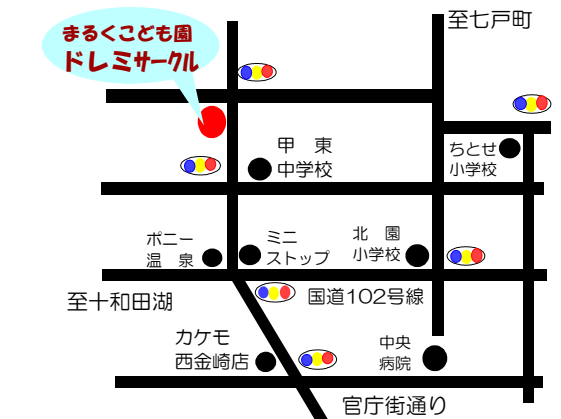 至七戸町
まるくこども園
ドレミサークル
甲　東
中学校
ちとせ
小学校
ポニー
温　泉
ミニ
ストップ
北　園
小学校
至十和田湖
国道102号線
カケモ
西金崎店
中央
病院
官庁街通り